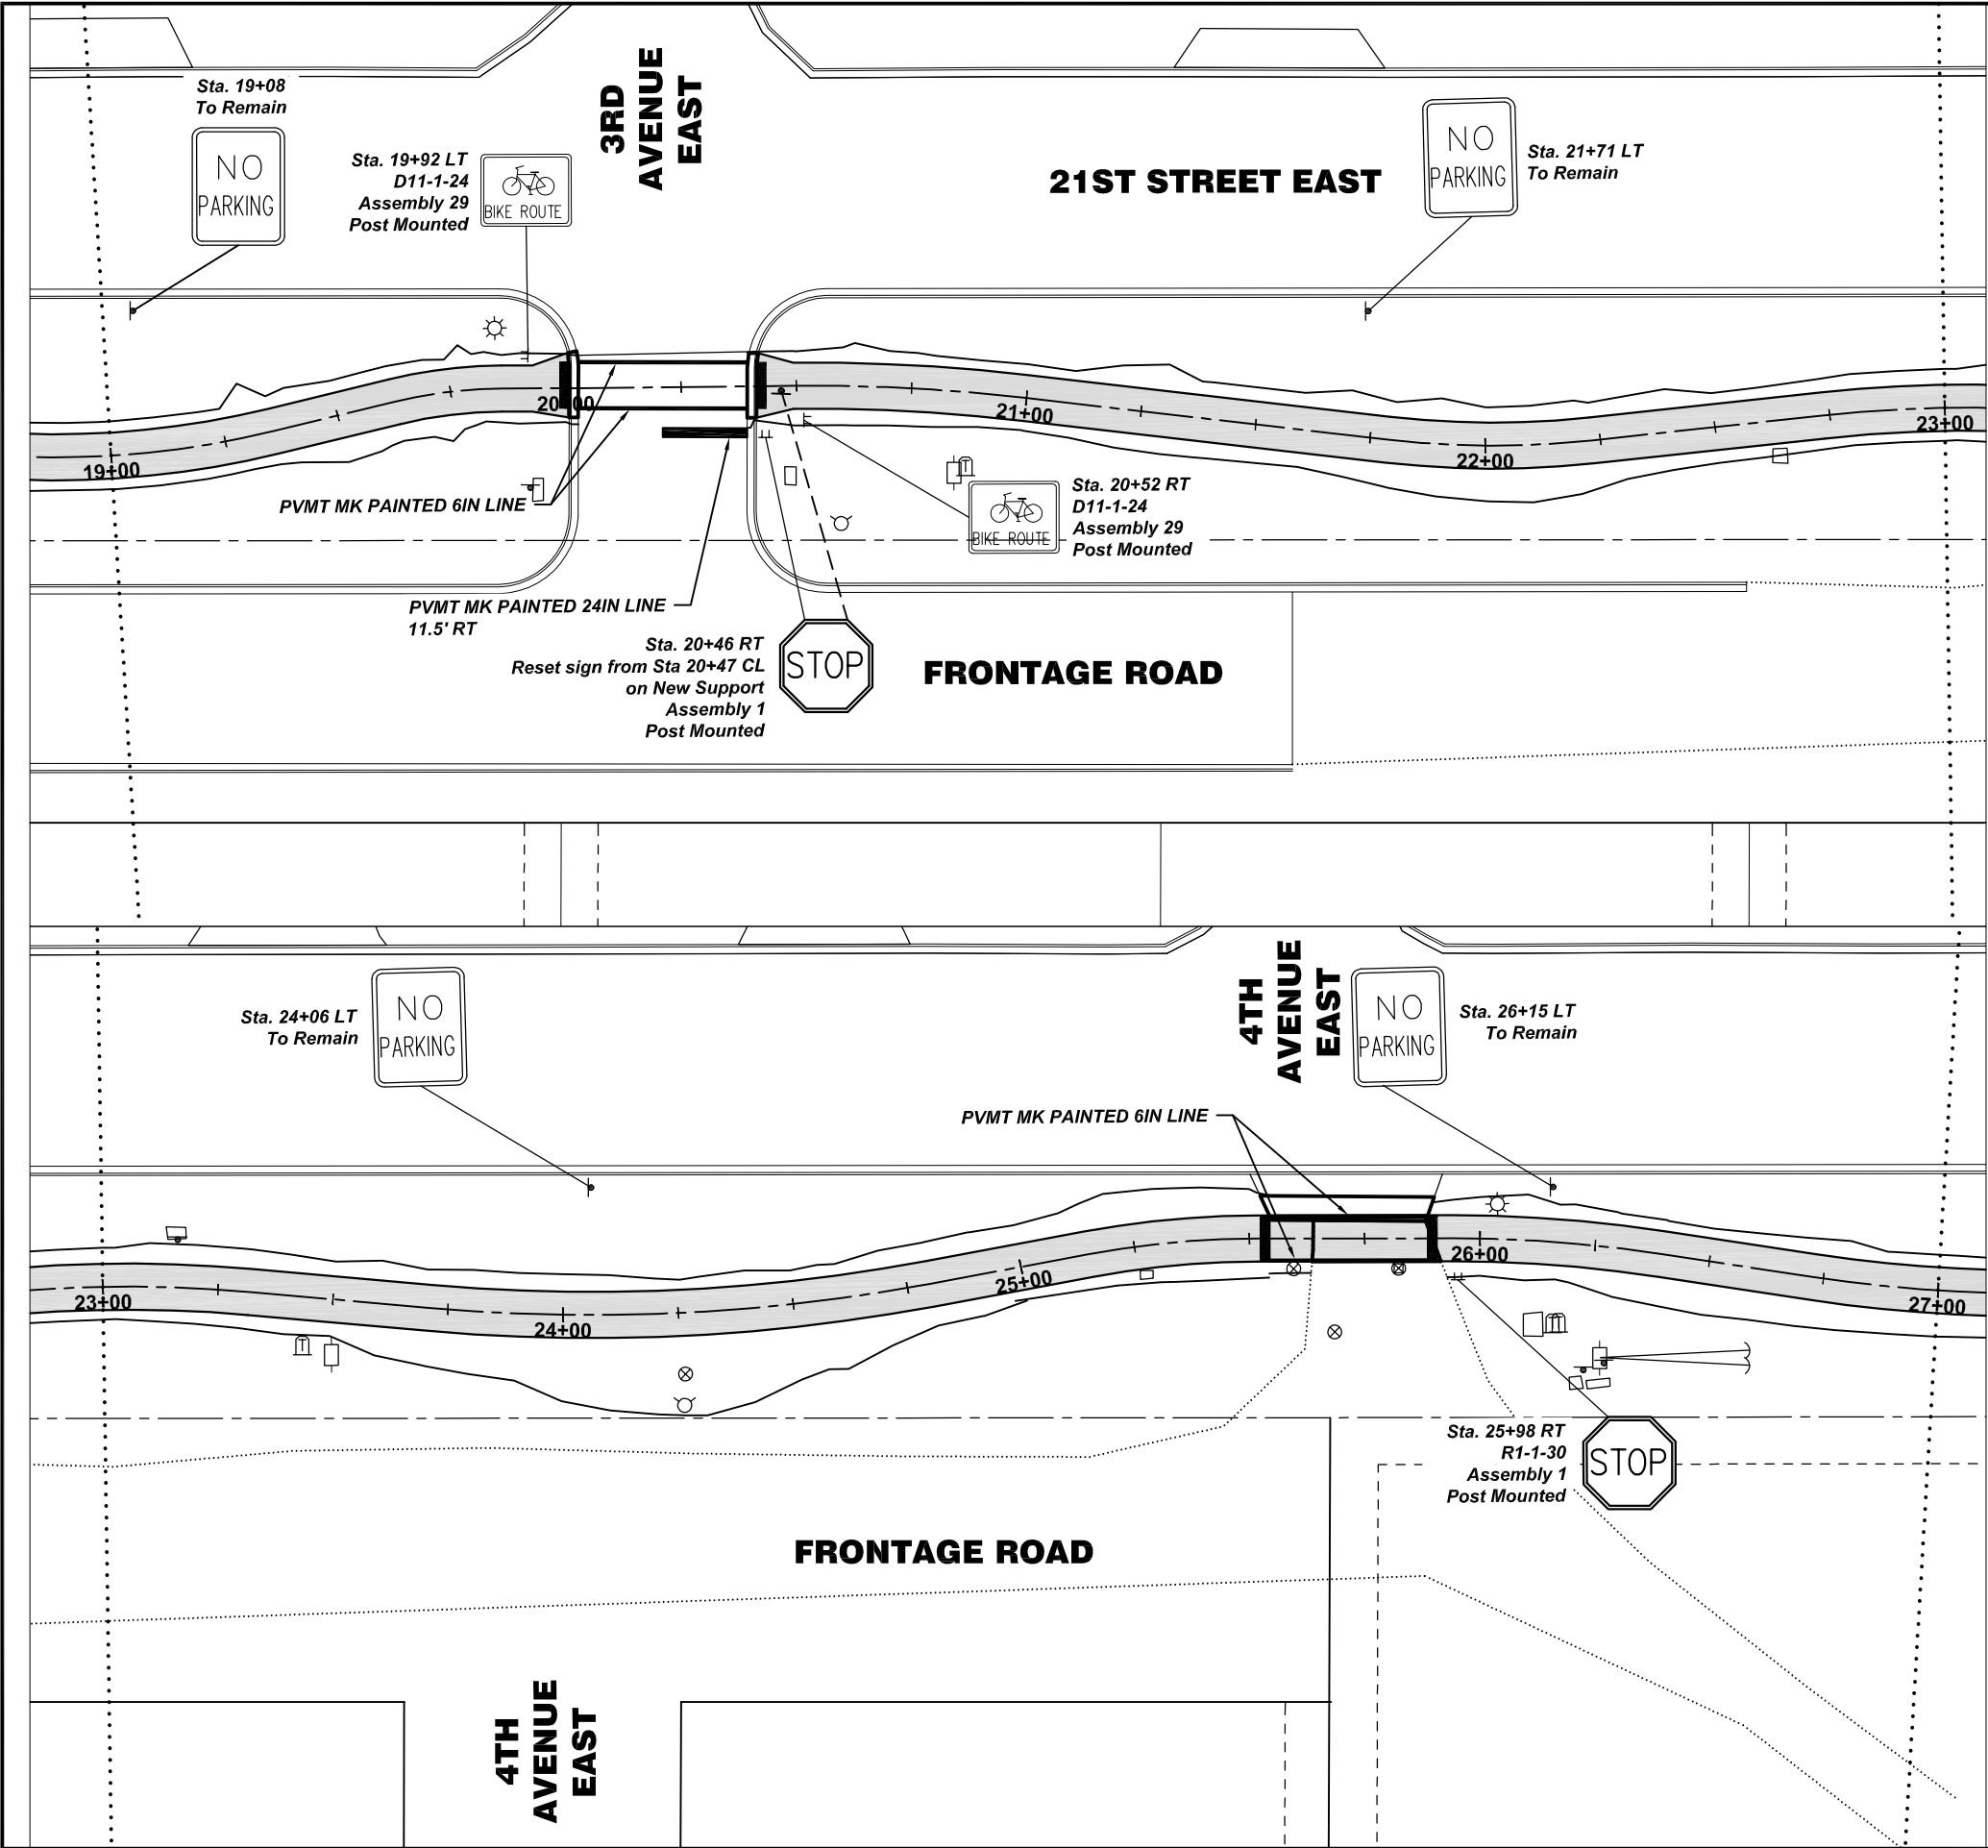 Sta. 19+08
To Remain
NO
PARKING
Sta. 19+92 LT
D11-1-24
Assembly 29
Post Mounted
BIKE ROUTE
3RD
AVENUE
EAST
21ST STREET EAST
NO
PARKING
Sta. 21+71 LT
To Remain
19+00
20+00
21+00
22+00
23+00
PVMT MK PAINTED 6IN LINE
BIKE ROUTE
Sta. 20+52 RT
D11-1-24
Assembly 29
Post Mounted
PVMT MK PAINTED 24IN LINE
11.5' RT
Sta. 20+46 RT
Reset sign from Sta 20+47 CL
on New Support
Assembly 1
Post Mounted
STOP
FRONTAGE ROAD
Sta. 24+06 LT
To Remain
NO
PARKING
4TH
AVENUE
EAST
NO
PARKING
Sta. 26+15 LT
To Remain
PVMT MK PAINTED 6IN LINE
23+00
24+00
25+00
26+00
27+00
Sta. 25+98 RT
R1-1-30
Assembly 1
Post Mounted
STOP
FRONTAGE ROAD
4TH
AVENUE
EAST